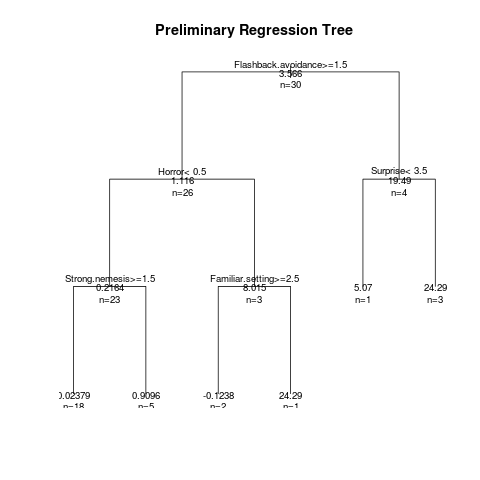 Preliminary Regression Tree
Flashback.avoidance>=1.5
3.566
n=30
Horror< 0.5
1.116
n=26
Surprise< 3.5
19.49
n=4
Strong.nemesis>=1.5
0.2164
n=23
Familiar.setting>=2.5
8.015
n=3
5.07
n=1
24.29
n=3
0.02379
n=18
0.9096
n=5
-0.1238
n=2
24.29
n=1